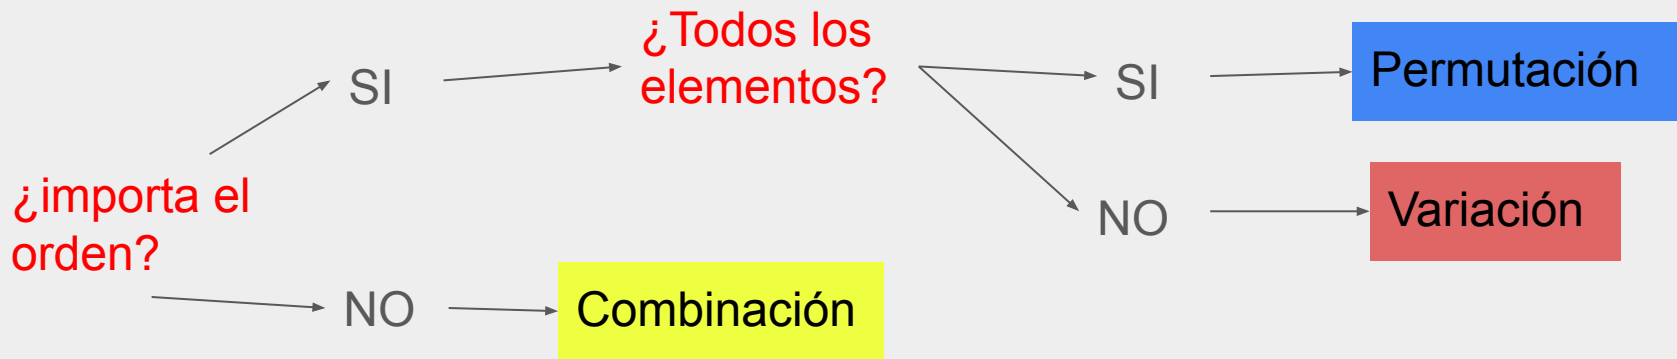 ¿Todos los
elementos?
SI
SI
Permutación
¿importa el
orden?
NO
Variación
NO
Combinación